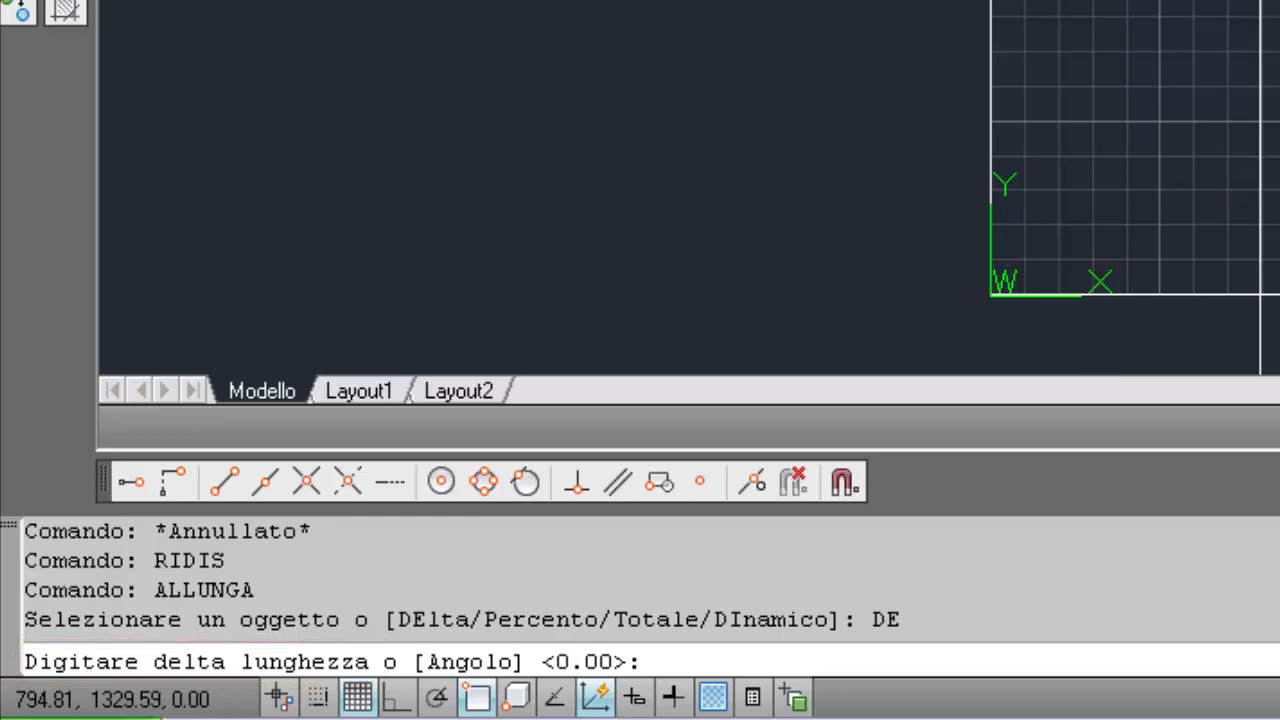 Y
W X
Modello Layout1 Layout2
Comando: *Annullato*
Comando: RIDIS
Comando: ALLUNGA
Selezionare un oggetto o [DElta/Percento/Totale/DInamico]: DE
Digitare delta lunghezza o [Angolo] <0.00>:
794.81, 1329.59, 0.00